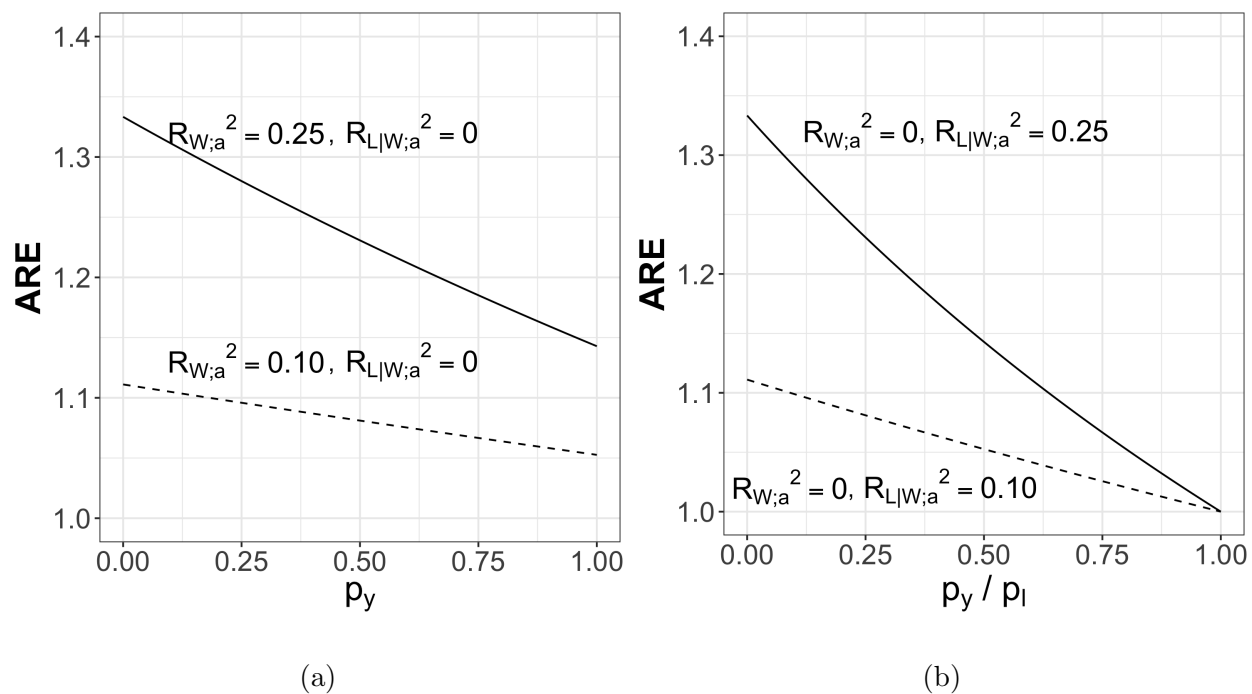 1.4
1.3
1.2
1.1
1.0
ARE
R_{W;a}^2 = 0.25, R_{L|W;a}^2 = 0
R_{W;a}^2 = 0.10, R_{L|W;a}^2 = 0
0.00 0.25 0.50 0.75 1.00
p_y
(a)
1.4
1.3
1.2
1.1
1.0
ARE
R_{W;a}^2 = 0, R_{L|W;a}^2 = 0.25
R_{W;a}^2 = 0, R_{L|W;a}^2 = 0.10
0.00 0.25 0.50 0.75 1.00
p_y / p_l
(b)